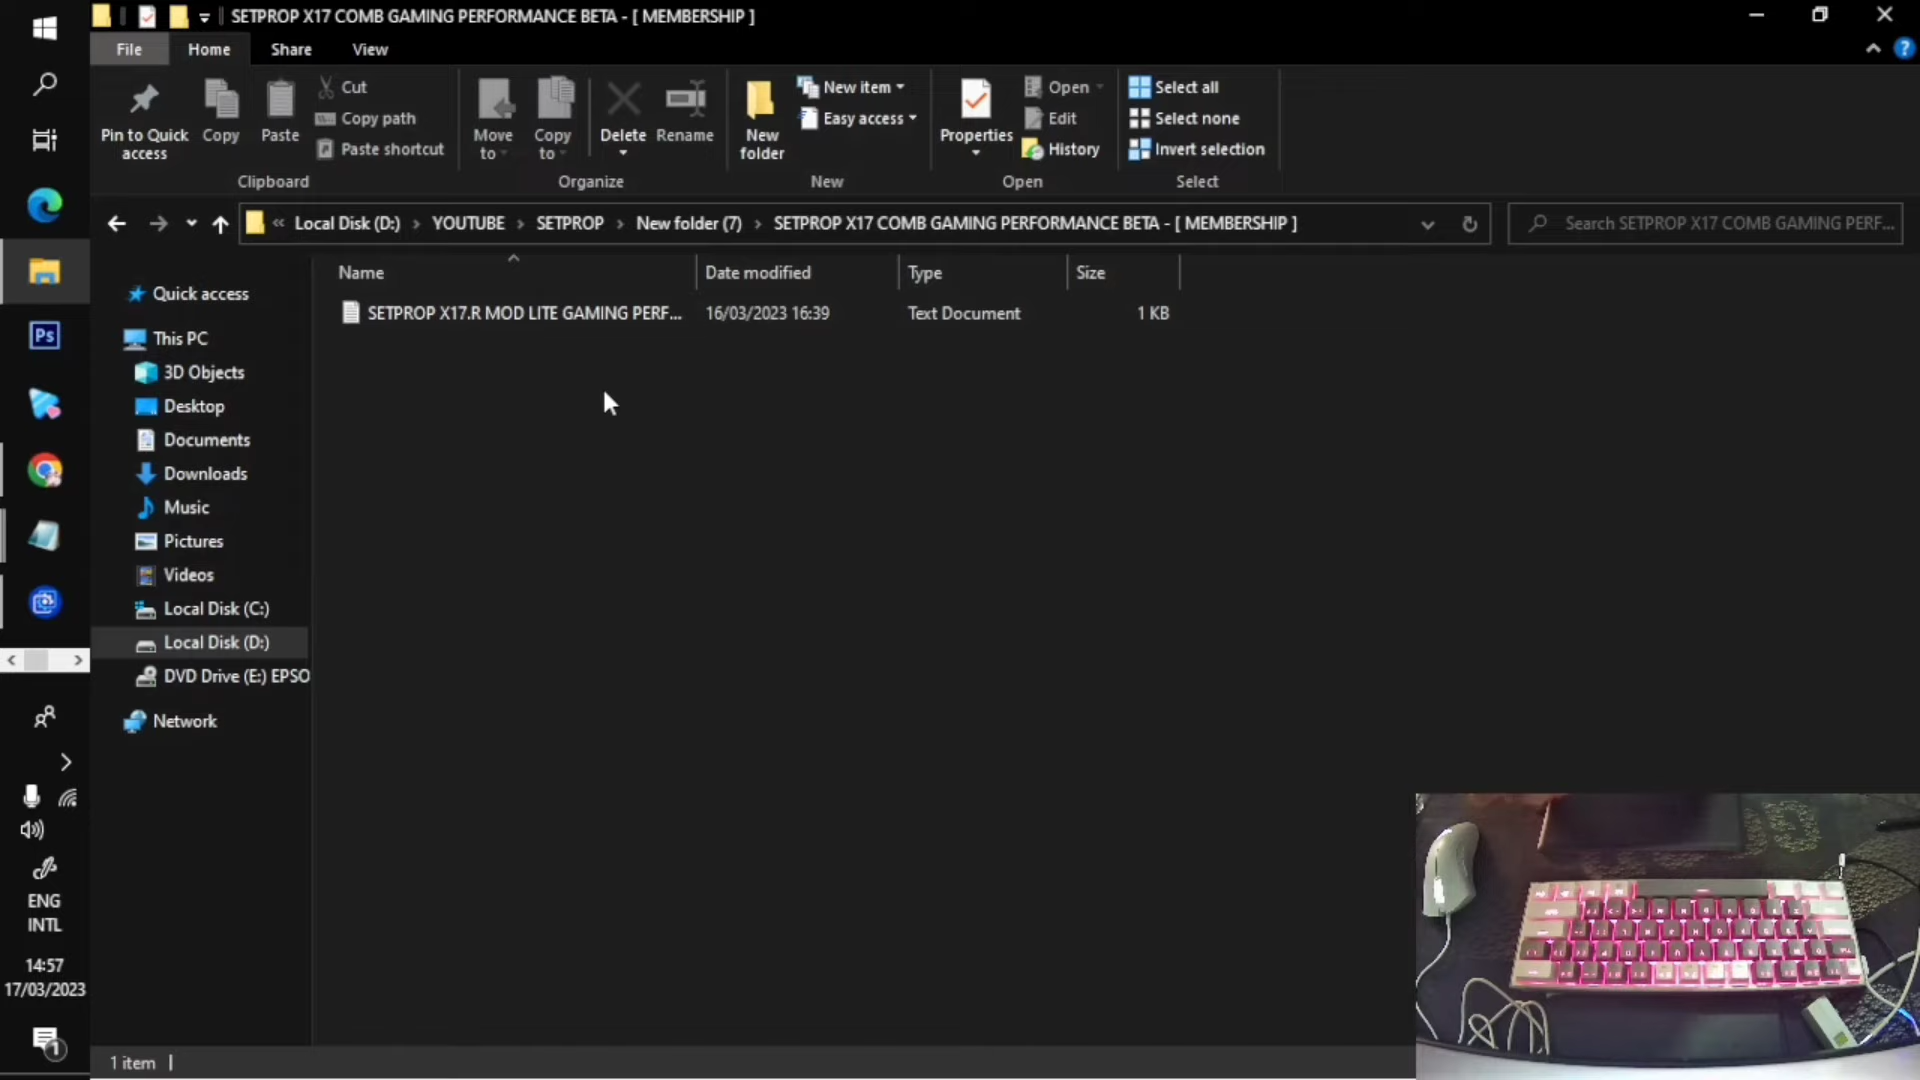 SETPROP X17 COMB GAMING PERFORMANCE BETA - [ MEMBERSHIP ]
File Home Share View
Pin to Quick access
Copy
Paste
Cut
Copy path
Paste shortcut
Clipboard
Move to
Copy to
Delete
Rename
Organize
New folder
New item
Easy access
New
Properties
Open
Edit
History
Open
Select all
Select none
Invert selection
Select
« Local Disk (D:) › YOUTUBE › SETPROP › New folder (7) › SETPROP X17 COMB GAMING PERFORMANCE BETA - [ MEMBERSHIP ]
Search SETPROP X17 COMB GAMING PERF...
Name Date modified Type Size
SETPROP X17.R MOD LITE GAMING PERF... 16/03/2023 16:39 Text Document 1 KB
Quick access
This PC
3D Objects
Desktop
Documents
Downloads
Music
Pictures
Videos
Local Disk (C:)
Local Disk (D:)
DVD Drive (E:) EPSO
Network
Ps
ENG
INTL
14:57
17/03/2023
1
1 item